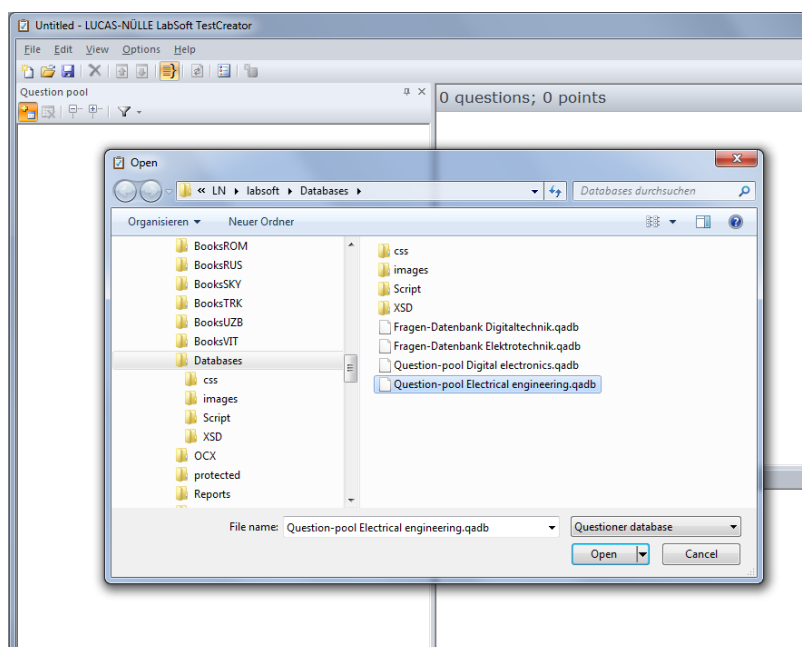 Untitled - LUCAS-NÜLLE LabSoft TestCreator
File Edit View Options Help
Question pool
0 questions; 0 points
Open
« LN ▸ labsoft ▸ Databases ▸
Databases durchsuchen
Organisieren Neuer Ordner
BooksROM
BooksRUS
BooksSKY
BooksTRK
BooksUZB
BooksVIT
Databases
css
images
Script
XSD
OCX
protected
Reports
css
images
Script
XSD
Fragen-Datenbank Digitaltechnik.qadb
Fragen-Datenbank Elektrotechnik.qadb
Question-pool Digital electronics.qadb
Question-pool Electrical engineering.qadb
File name: Question-pool Electrical engineering.qadb
Questioner database
Open Cancel